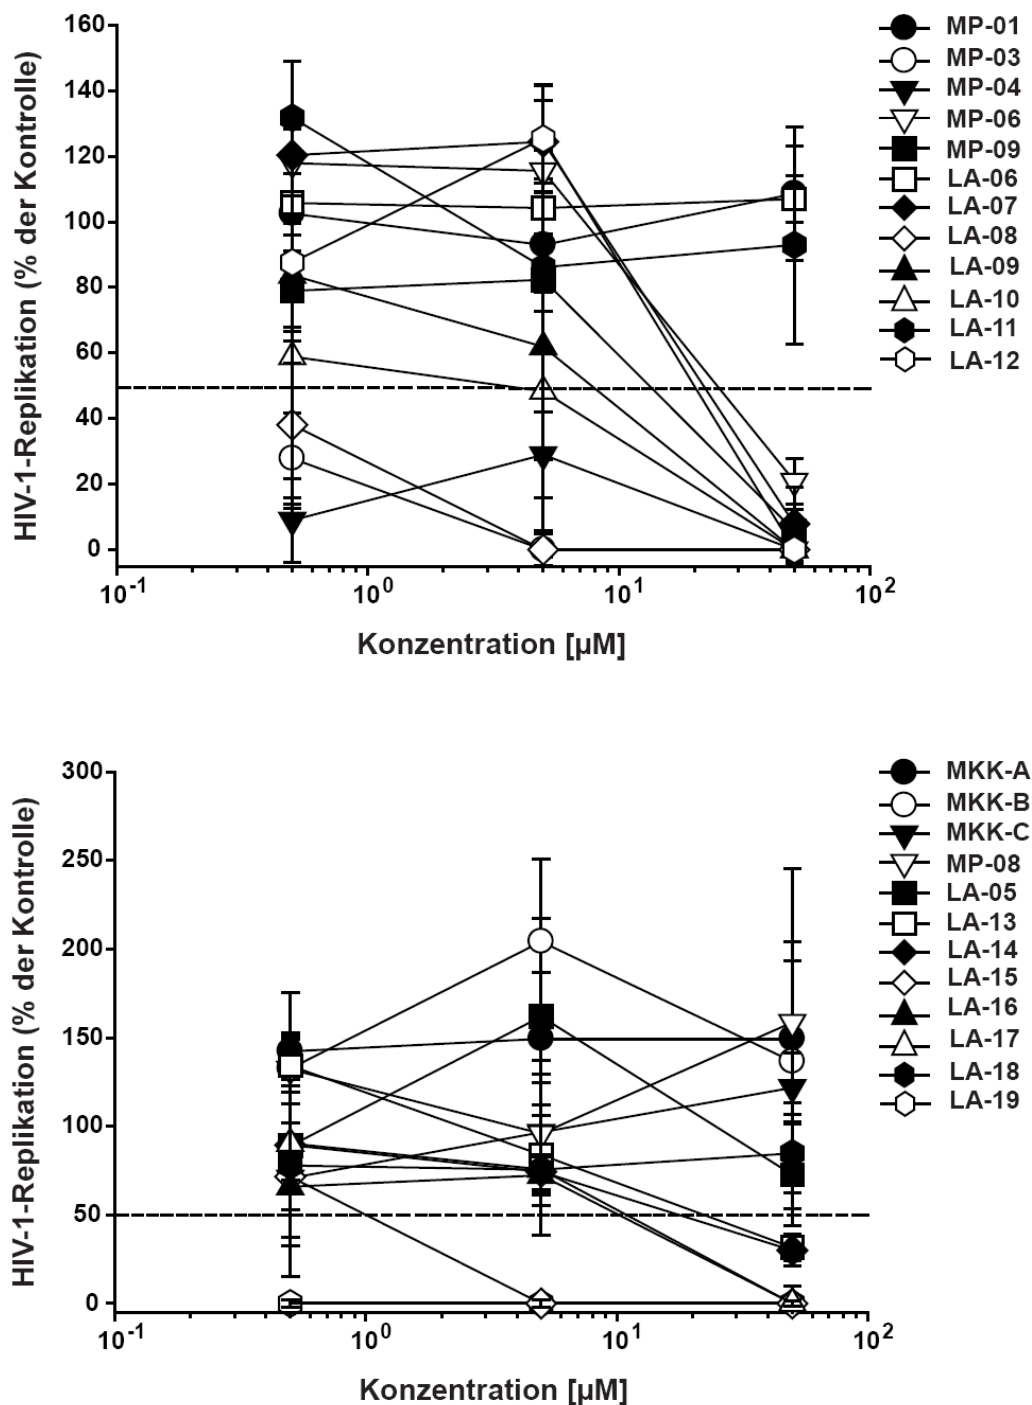 HIV-1-Replikation (% der Kontrolle)
160
140
120
100
80
60
40
20
0
10-1
100
101
102
Konzentration [µM]
MP-01
MP-03
MP-04
MP-06
MP-09
LA-06
LA-07
LA-08
LA-09
LA-10
LA-11
LA-12
HIV-1-Replikation (% der Kontrolle)
300
250
200
150
100
50
0
10-1
100
101
102
Konzentration [µM]
MKK-A
MKK-B
MKK-C
MP-08
LA-05
LA-13
LA-14
LA-15
LA-16
LA-17
LA-18
LA-19